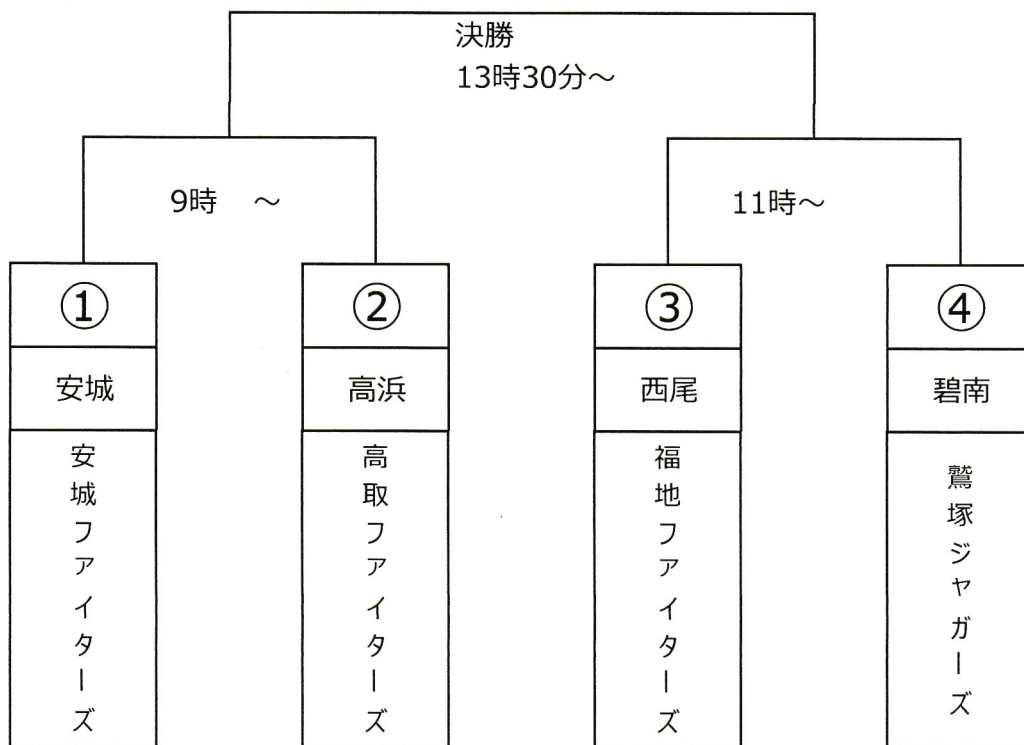 決勝
13時30分～
9時　～
11時～
①
②
③
④
安城
高浜
西尾
碧南
安城ファイターズ
高取ファイターズ
福地ファイターズ
鷲塚ジャガーズ